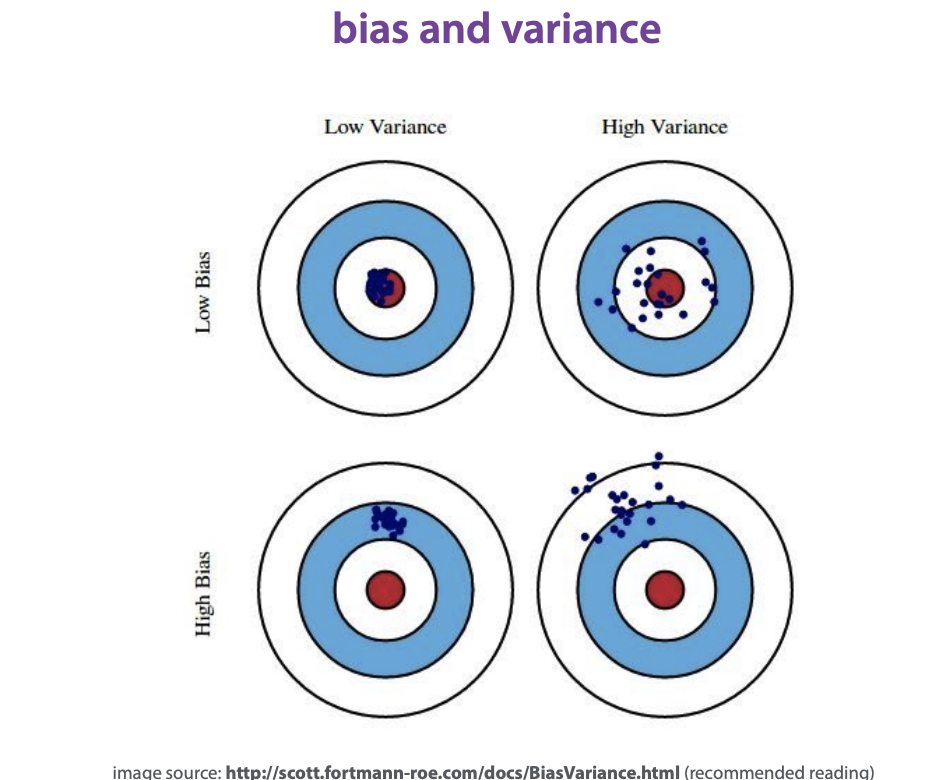 bias and variance
Low Variance
High Variance
Low Bias
High Bias
image source: http://scott.fortmann-roe.com/docs/BiasVariance.html (recommended reading)